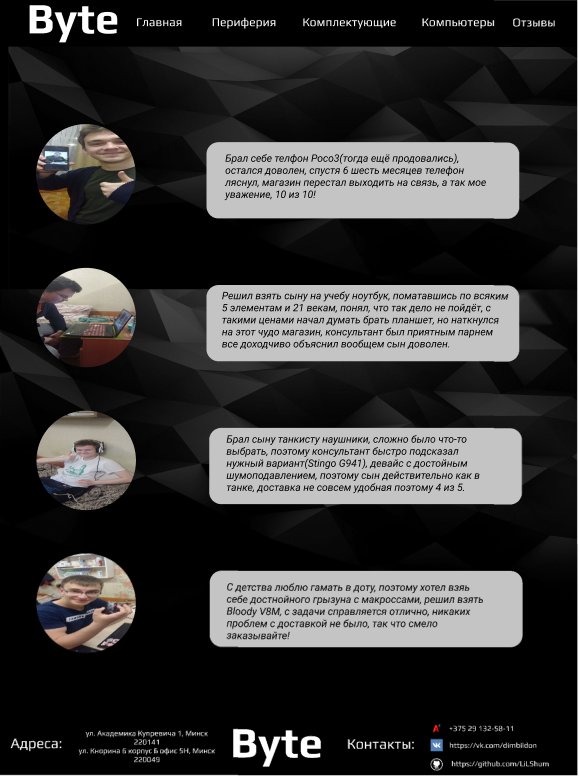 Byte Главная Периферия Комплектующие Компьютеры Отзывы
Брал себе телфон Poco3(тогда ещё продовались),
остался доволен, спустя 6 шесть месяцев телефон
ляснул, магазин перестал выходить на связь, а так мое
уважение, 10 из 10!
Решил взять сыну на учебу ноутбук, поматавшись по всяким
5 элементам и 21 векам, понял, что так дело не пойдёт, с
такими ценами начал думать брать планшет, но наткнулся
на этот чудо магазин, консультант был приятным парнем
все доходчиво объяснил вообщем сын доволен.
Брал сыну танкисту наушники, сложно было что-то
выбрать, поэтому консультант быстро подсказал
нужный вариант(Stingo G941), девайс с достойным
шумоподавлением, поэтому сын действительно как в
танке, доставка не совсем удобная поэтому 4 из 5.
С детства люблю гамать в доту, поэтому хотел взяь
себе достнойного грызуна с макроссами, решил взять
Bloody V8M, с задачи справляется отлично, никаких
проблем с доставкой не было, так что смело
заказывайте!
Адреса:
ул. Академика Купревича 1, Минск
220141
ул. Кнорина 6 корпус Б офис 5Н, Минск
220049
Byte
Контакты:
+375 29 132-58-11
https://vk.com/dimbildon
https://github.com/LiLShum